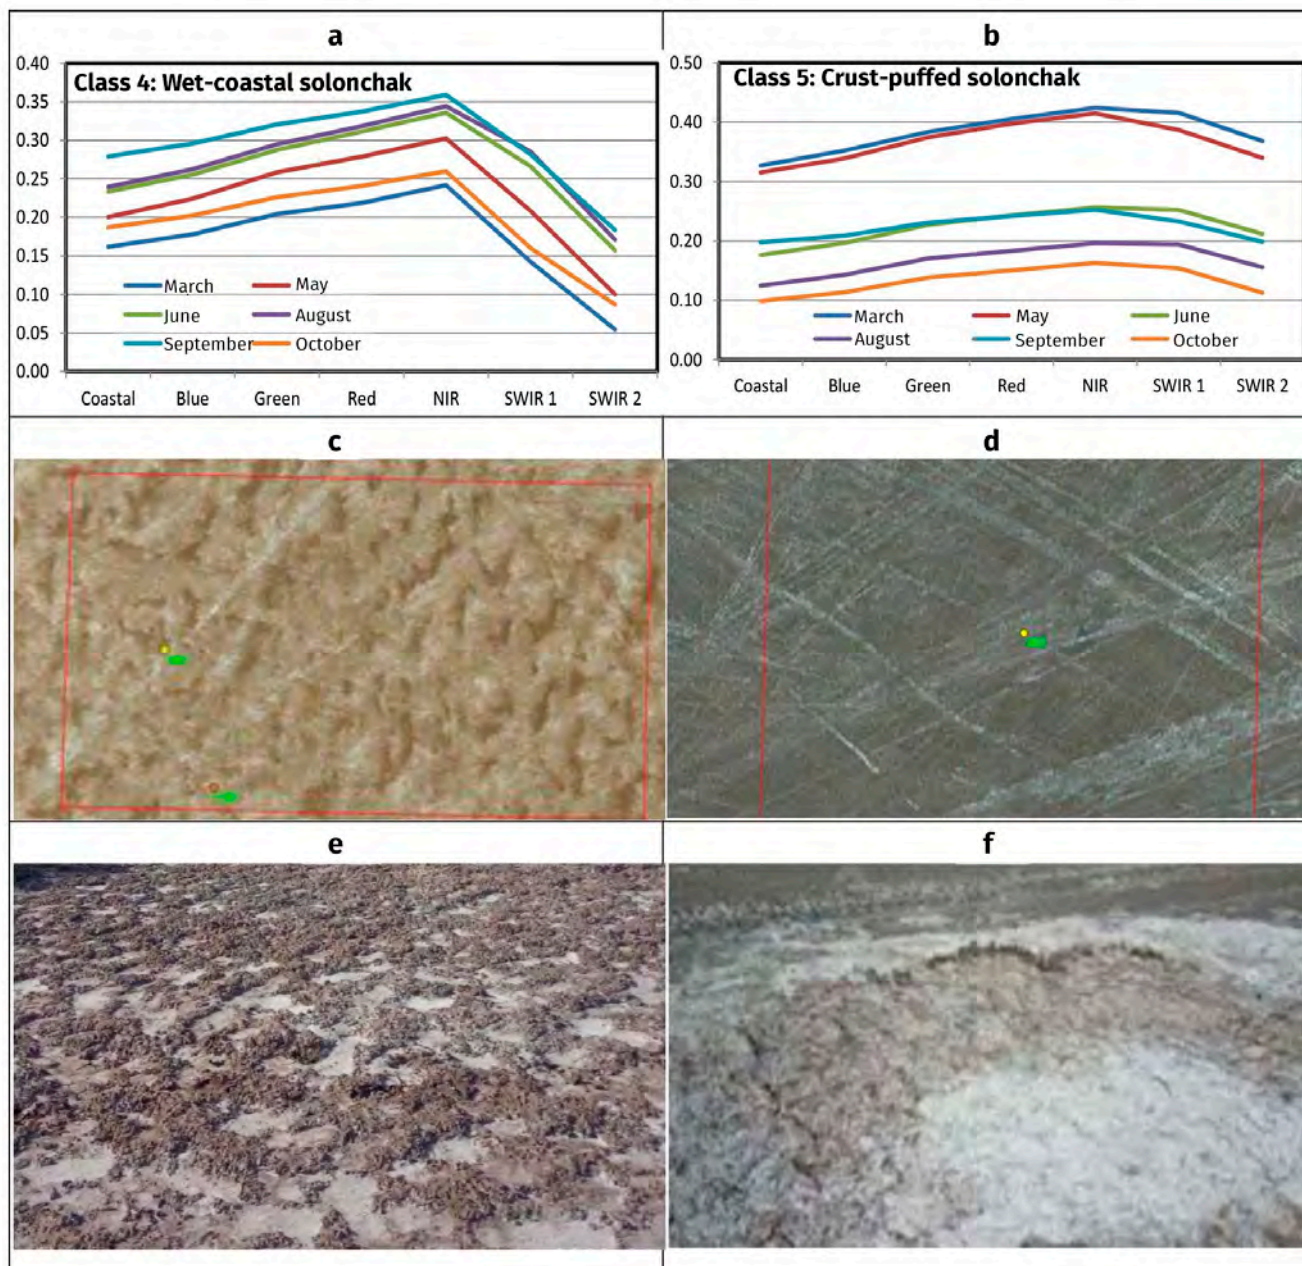 a
b
0.40
0.35
0.30
0.25
0.20
0.15
0.10
0.05
0.00
Class 4: Wet-coastal solonchak
March
May
June
August
September
October
Coastal Blue Green Red NIR SWIR 1 SWIR 2
0.50
0.40
0.30
0.20
0.10
0.00
Class 5: Crust-puffed solonchak
March
May
June
August
September
October
Coastal Blue Green Red NIR SWIR 1 SWIR 2
c
d
e
f